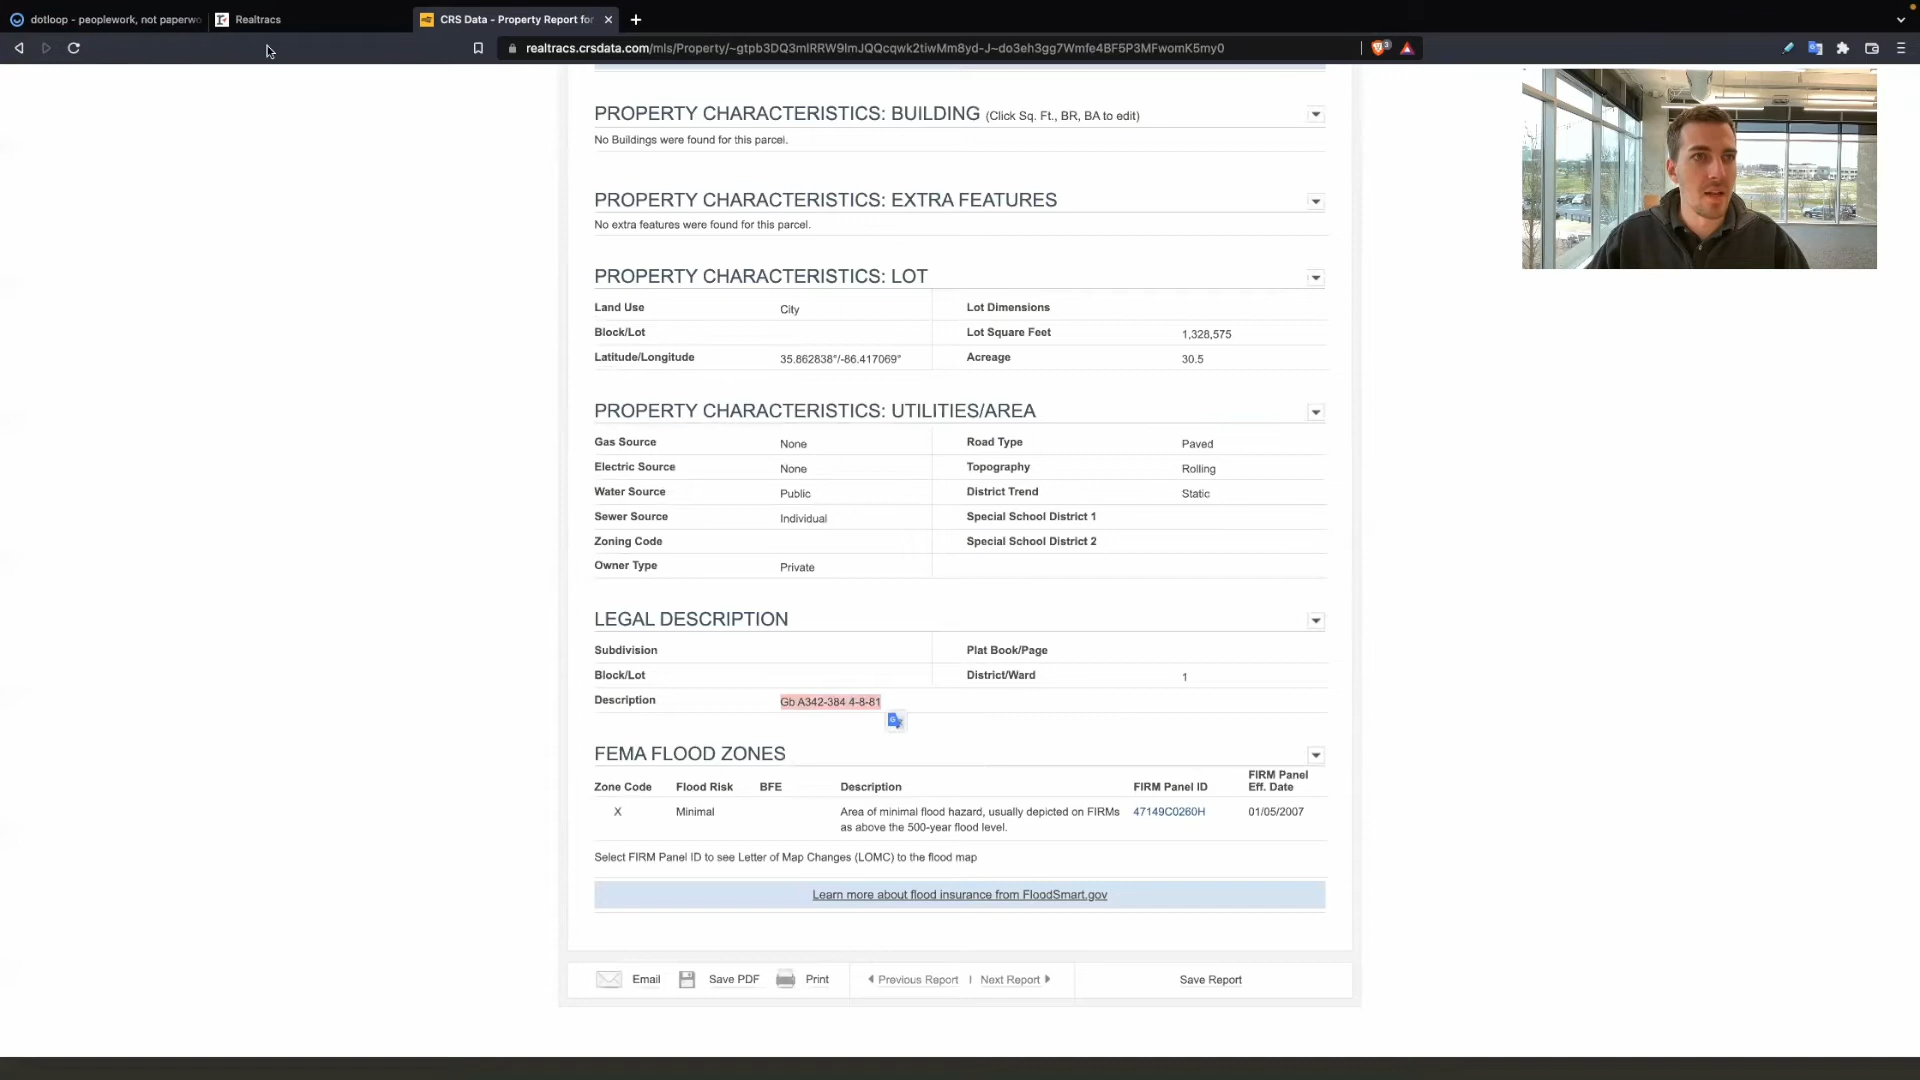 dotloop - peoplework, not paperwo
Realtracs
CRS Data - Property Report for
realtracs.crsdata.com/mls/Property/~gtpb3DQ3mlRRW9ImJQQcqwk2tiwMm8yd-J~do3eh3gg7Wmfe4BF5P3MFwomK5my0
3
PROPERTY CHARACTERISTICS: BUILDING (Click Sq. Ft., BR, BA to edit)
No Buildings were found for this parcel.
PROPERTY CHARACTERISTICS: EXTRA FEATURES
No extra features were found for this parcel.
PROPERTY CHARACTERISTICS: LOT
Land Use City Lot Dimensions
Block/Lot Lot Square Feet 1,328,575
Latitude/Longitude 35.862838°/-86.417069° Acreage 30.5
PROPERTY CHARACTERISTICS: UTILITIES/AREA
Gas Source None Road Type Paved
Electric Source None Topography Rolling
Water Source Public District Trend Static
Sewer Source Individual Special School District 1
Zoning Code Special School District 2
Owner Type Private
LEGAL DESCRIPTION
Subdivision Plat Book/Page
Block/Lot District/Ward 1
Description Gb A342-384 4-8-81
FEMA FLOOD ZONES
Zone Code Flood Risk BFE Description FIRM Panel ID FIRM Panel
Eff. Date
X Minimal Area of minimal flood hazard, usually depicted on FIRMs 47149C0260H 01/05/2007
as above the 500-year flood level.
Select FIRM Panel ID to see Letter of Map Changes (LOMC) to the flood map
Learn more about flood insurance from FloodSmart.gov
Email Save PDF Print Previous Report | Next Report Save Report